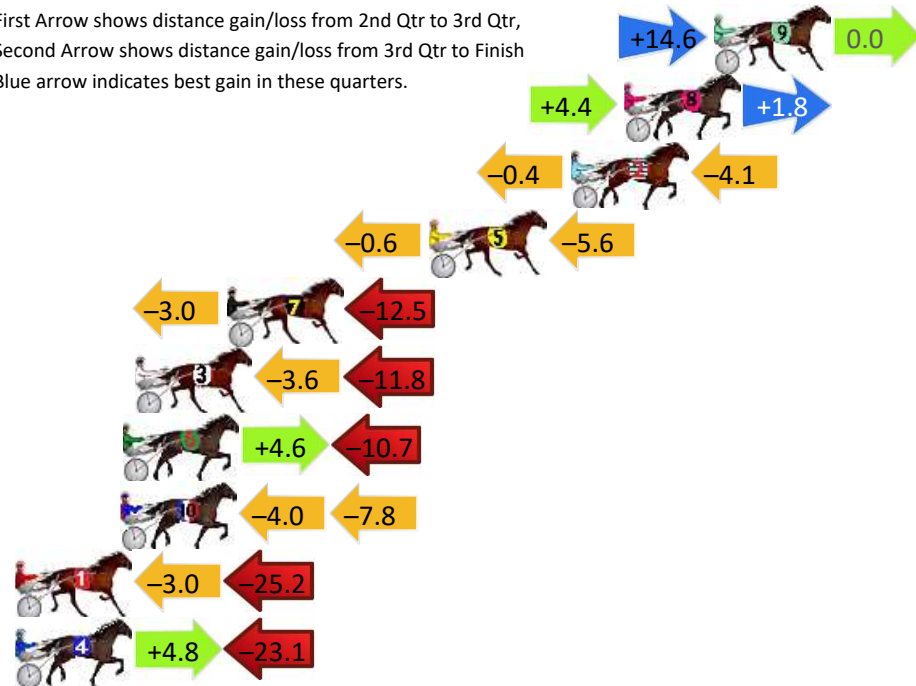 First Arrow shows distance gain/loss from 2nd Qtr to 3rd Qtr,
Second Arrow shows distance gain/loss from 3rd Qtr to Finish
Blue arrow indicates best gain in these quarters.
+14.6 9 0.0
+4.4 8 +1.8
–0.4 2 –4.1
–0.6 5 –5.6
–3.0 7 –12.5
3 –3.6 –11.8
6 +4.6 –10.7
10 –4.0 –7.8
1 –3.0 –25.2
4 +4.8 –23.1